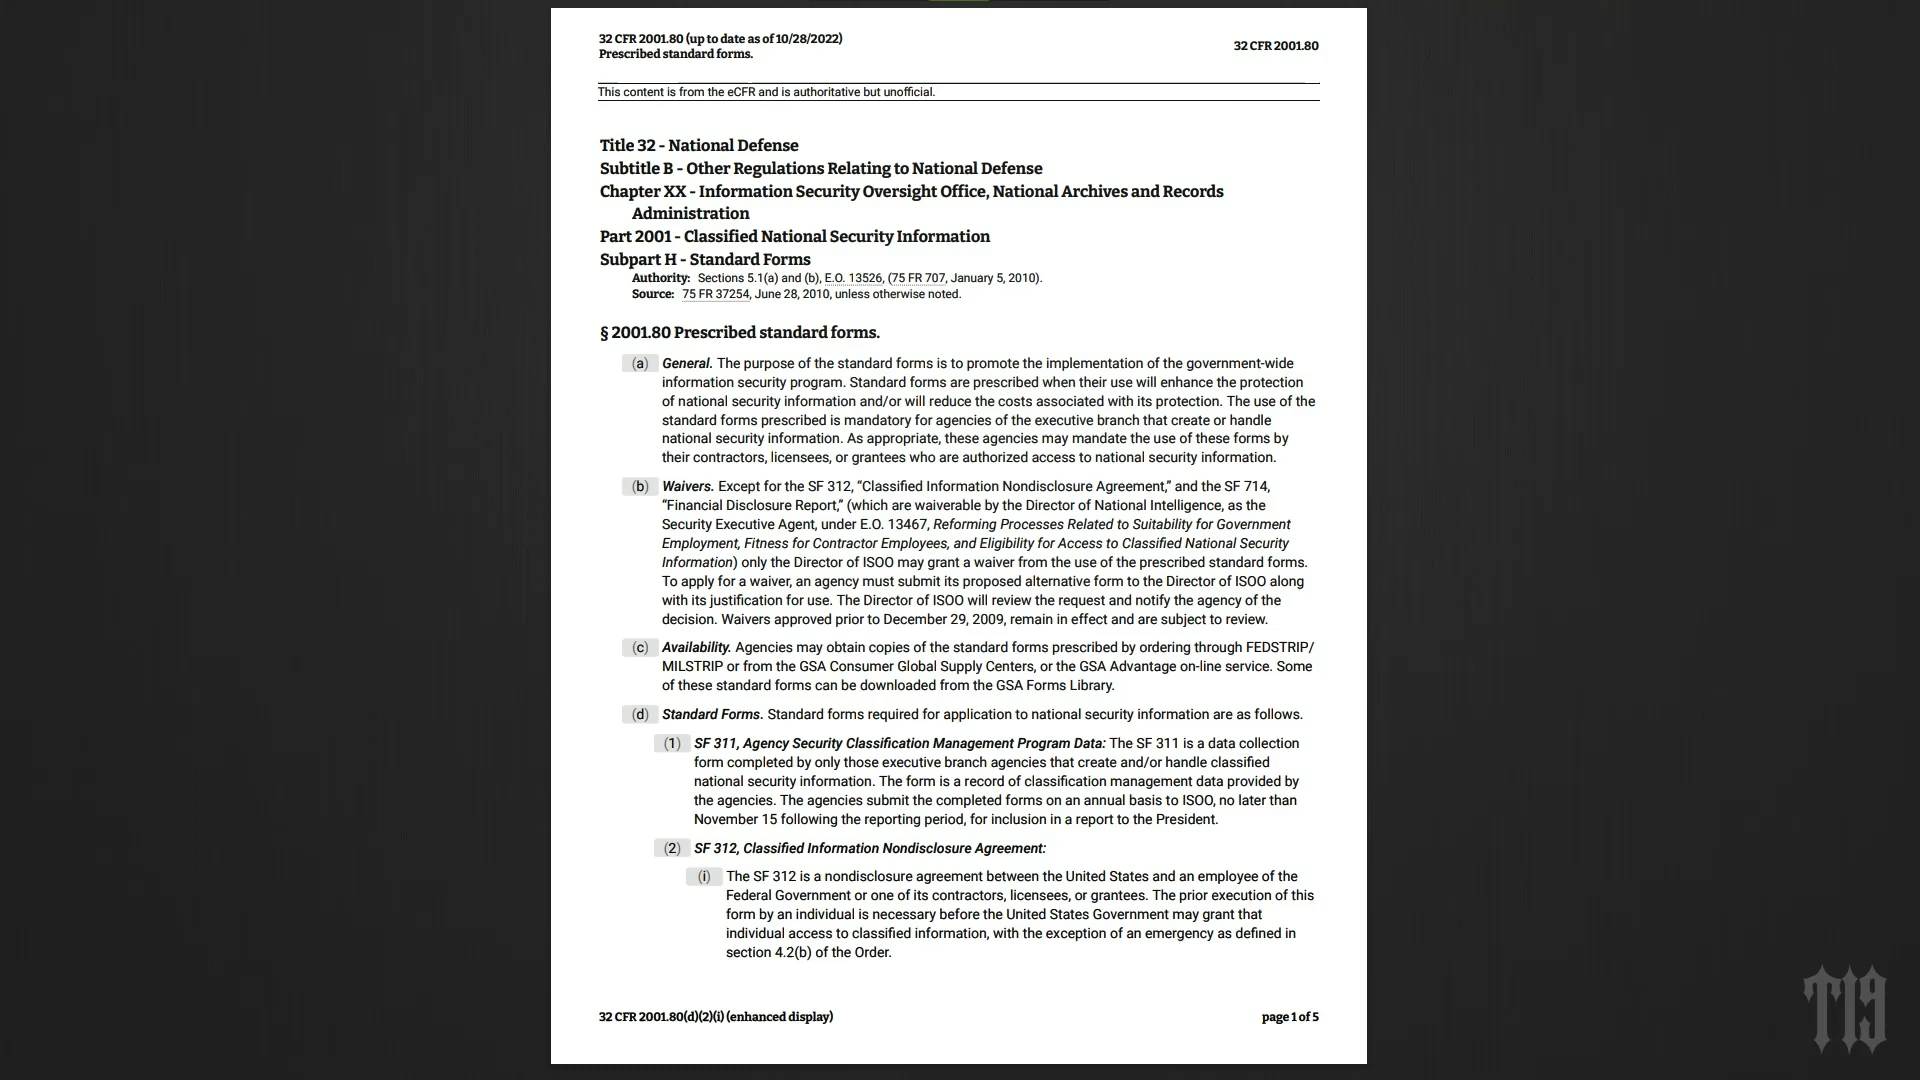 32 CFR 2001.80 (up to date as of 10/28/2022)
Prescribed standard forms.
32 CFR 2001.80
This content is from the eCFR and is authoritative but unofficial.
Title 32 - National Defense
Subtitle B - Other Regulations Relating to National Defense
Chapter XX - Information Security Oversight Office, National Archives and Records
Administration
Part 2001 - Classified National Security Information
Subpart H - Standard Forms
Authority: Sections 5.1(a) and (b), E.O. 13526, (75 FR 707, January 5, 2010).
Source: 75 FR 37254, June 28, 2010, unless otherwise noted.
§ 2001.80 Prescribed standard forms.
(a) General. The purpose of the standard forms is to promote the implementation of the government-wide
information security program. Standard forms are prescribed when their use will enhance the protection
of national security information and/or will reduce the costs associated with its protection. The use of the
standard forms prescribed is mandatory for agencies of the executive branch that create or handle
national security information. As appropriate, these agencies may mandate the use of these forms by
their contractors, licensees, or grantees who are authorized access to national security information.
(b) Waivers. Except for the SF 312, “Classified Information Nondisclosure Agreement,” and the SF 714,
“Financial Disclosure Report,” (which are waiverable by the Director of National Intelligence, as the
Security Executive Agent, under E.O. 13467, Reforming Processes Related to Suitability for Government
Employment, Fitness for Contractor Employees, and Eligibility for Access to Classified National Security
Information) only the Director of ISOO may grant a waiver from the use of the prescribed standard forms.
To apply for a waiver, an agency must submit its proposed alternative form to the Director of ISOO along
with its justification for use. The Director of ISOO will review the request and notify the agency of the
decision. Waivers approved prior to December 29, 2009, remain in effect and are subject to review.
(c) Availability. Agencies may obtain copies of the standard forms prescribed by ordering through FEDSTRIP/
MILSTRIP or from the GSA Consumer Global Supply Centers, or the GSA Advantage on-line service. Some
of these standard forms can be downloaded from the GSA Forms Library.
(d) Standard Forms. Standard forms required for application to national security information are as follows.
(1) SF 311, Agency Security Classification Management Program Data: The SF 311 is a data collection
form completed by only those executive branch agencies that create and/or handle classified
national security information. The form is a record of classification management data provided by
the agencies. The agencies submit the completed forms on an annual basis to ISOO, no later than
November 15 following the reporting period, for inclusion in a report to the President.
(2) SF 312, Classified Information Nondisclosure Agreement:
(i) The SF 312 is a nondisclosure agreement between the United States and an employee of the
Federal Government or one of its contractors, licensees, or grantees. The prior execution of this
form by an individual is necessary before the United States Government may grant that
individual access to classified information, with the exception of an emergency as defined in
section 4.2(b) of the Order.
32 CFR 2001.80(d)(2)(i) (enhanced display)
page 1 of 5
T19